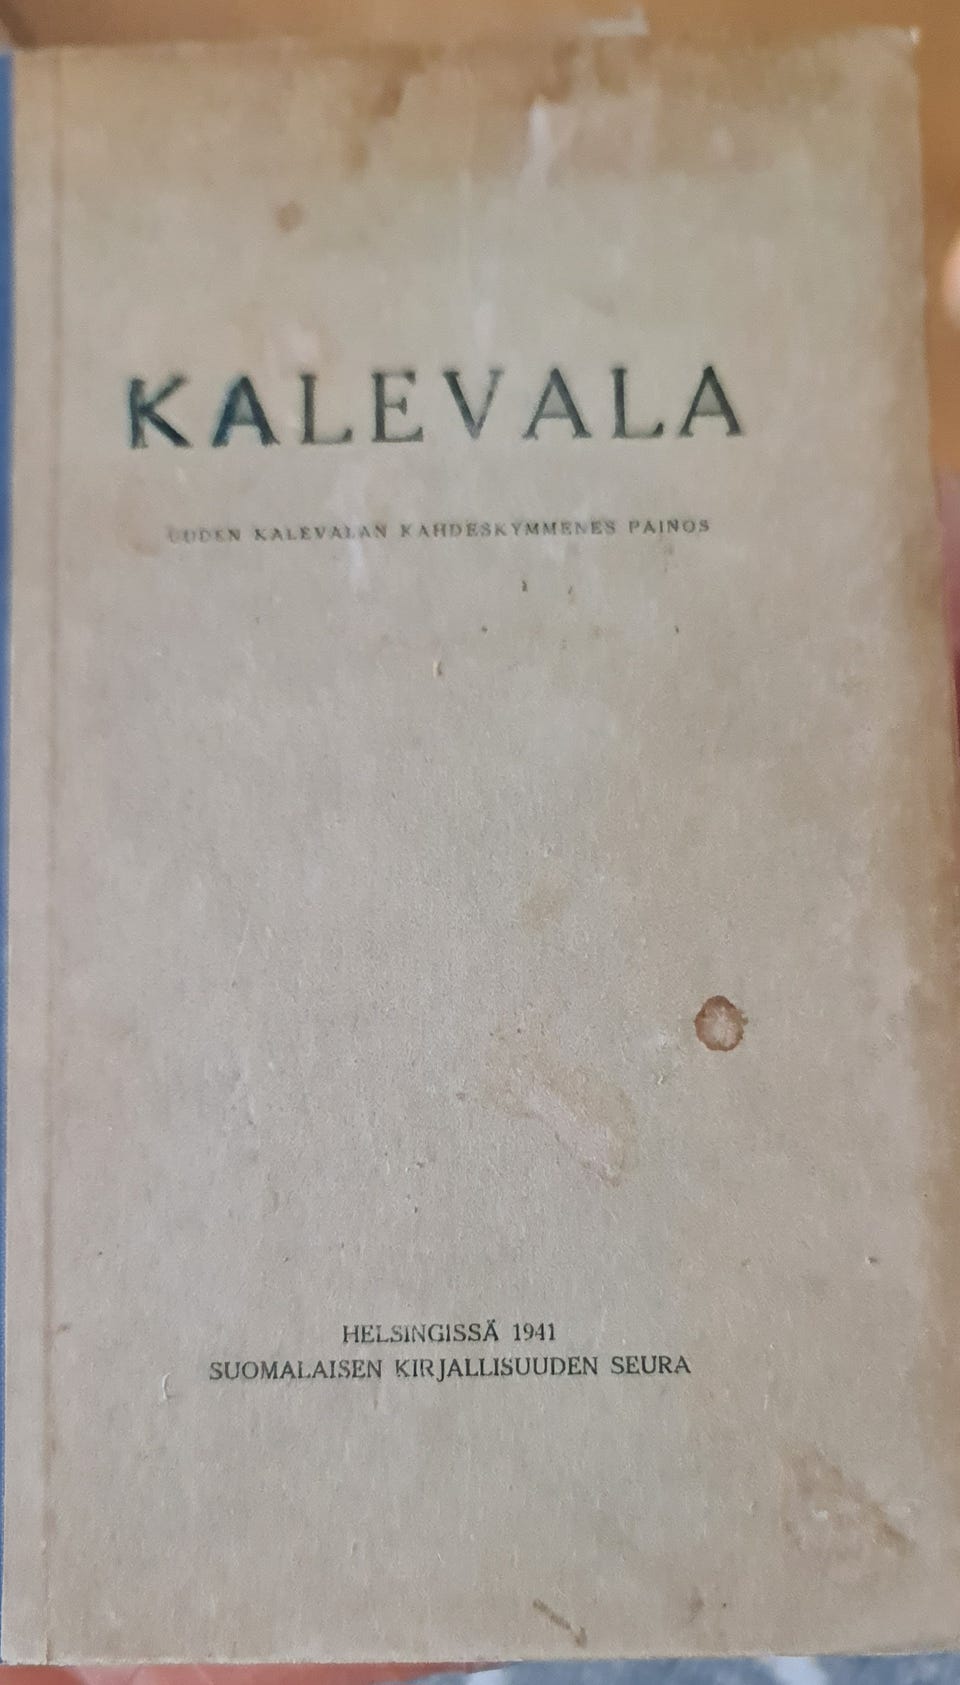 KALEVALA
UUDEN KALEVALAN KAHDESKYMMENES PAINOS
HELSINGISSÄ 1941
SUOMALAISEN KIRJALLISUUDEN SEURA